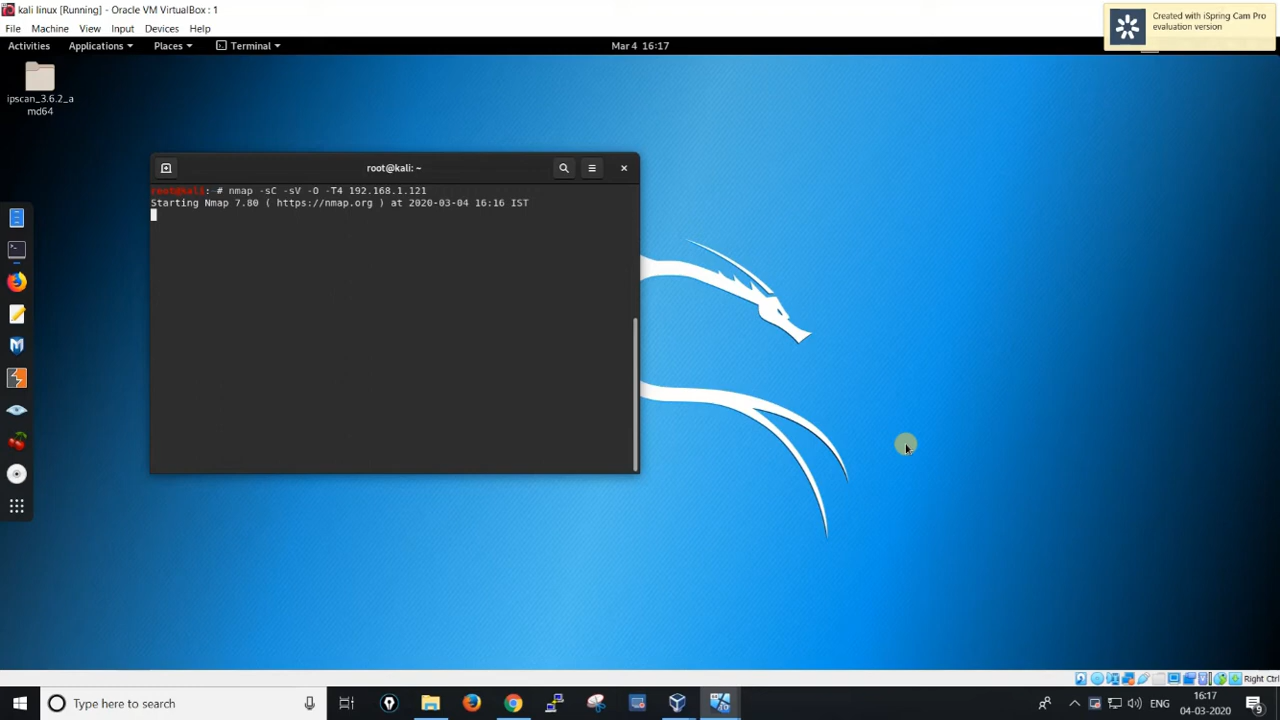 kali linux [Running] - Oracle VM VirtualBox : 1
File Machine View Input Devices Help
Created with iSpring Cam Pro
evaluation version
Activities Applications Places Terminal Mar 4 16:17
ipscan_3.6.2_a
md64
root@kali: ~
root@kali:~# nmap -sC -sV -O -T4 192.168.1.121
Starting Nmap 7.80 ( https://nmap.org ) at 2020-03-04 16:16 IST
Right Ctrl
Type here to search
ENG
16:17
04-03-2020
9